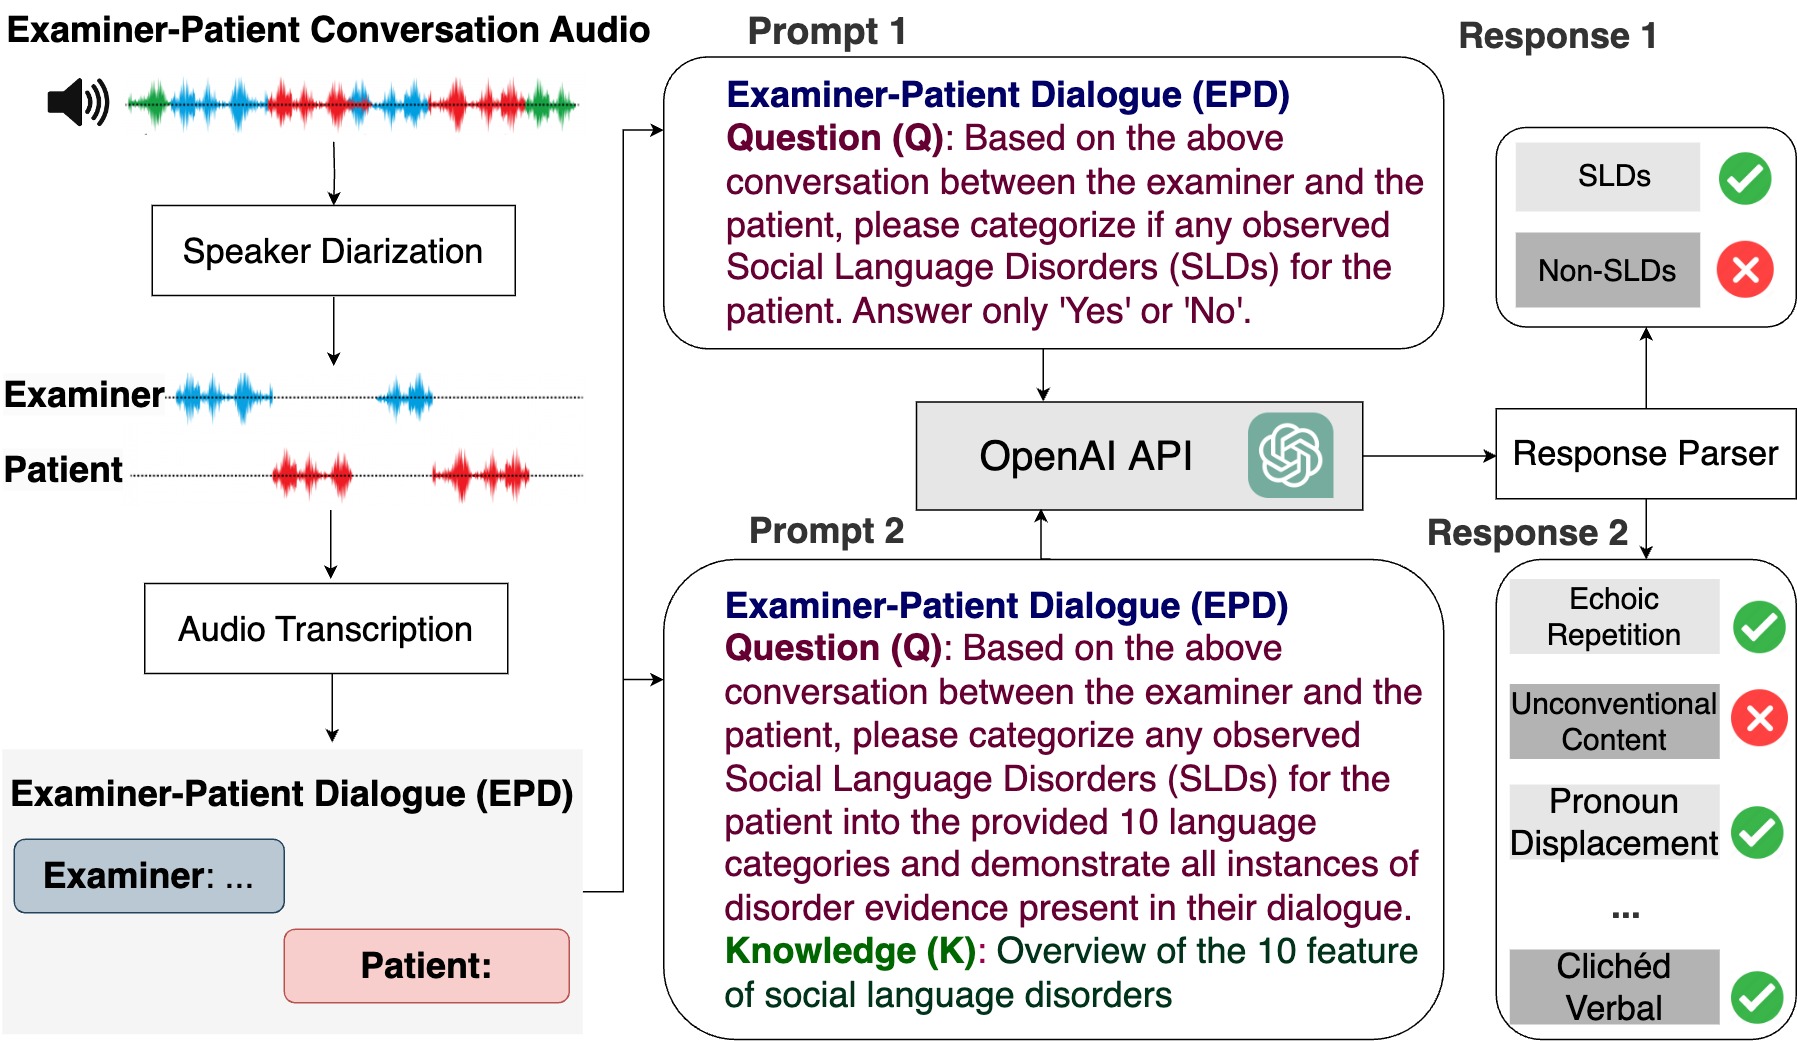 Examiner-Patient Conversation Audio
Speaker Diarization
Examiner
Patient
Audio Transcription
Examiner-Patient Dialogue (EPD)
Examiner: ...
Patient:
Prompt 1
Examiner-Patient Dialogue (EPD)
Question (Q): Based on the above
conversation between the examiner and the
patient, please categorize if any observed
Social Language Disorders (SLDs) for the
patient. Answer only 'Yes' or 'No'.
OpenAI API
Prompt 2
Examiner-Patient Dialogue (EPD)
Question (Q): Based on the above
conversation between the examiner and the
patient, please categorize any observed
Social Language Disorders (SLDs) for the
patient into the provided 10 language
categories and demonstrate all instances of
disorder evidence present in their dialogue.
Knowledge (K): Overview of the 10 feature
of social language disorders
Response 1
SLDs
Non-SLDs
Response Parser
Response 2
Echoic
Repetition
Unconventional
Content
Pronoun
Displacement
...
Clichéd
Verbal